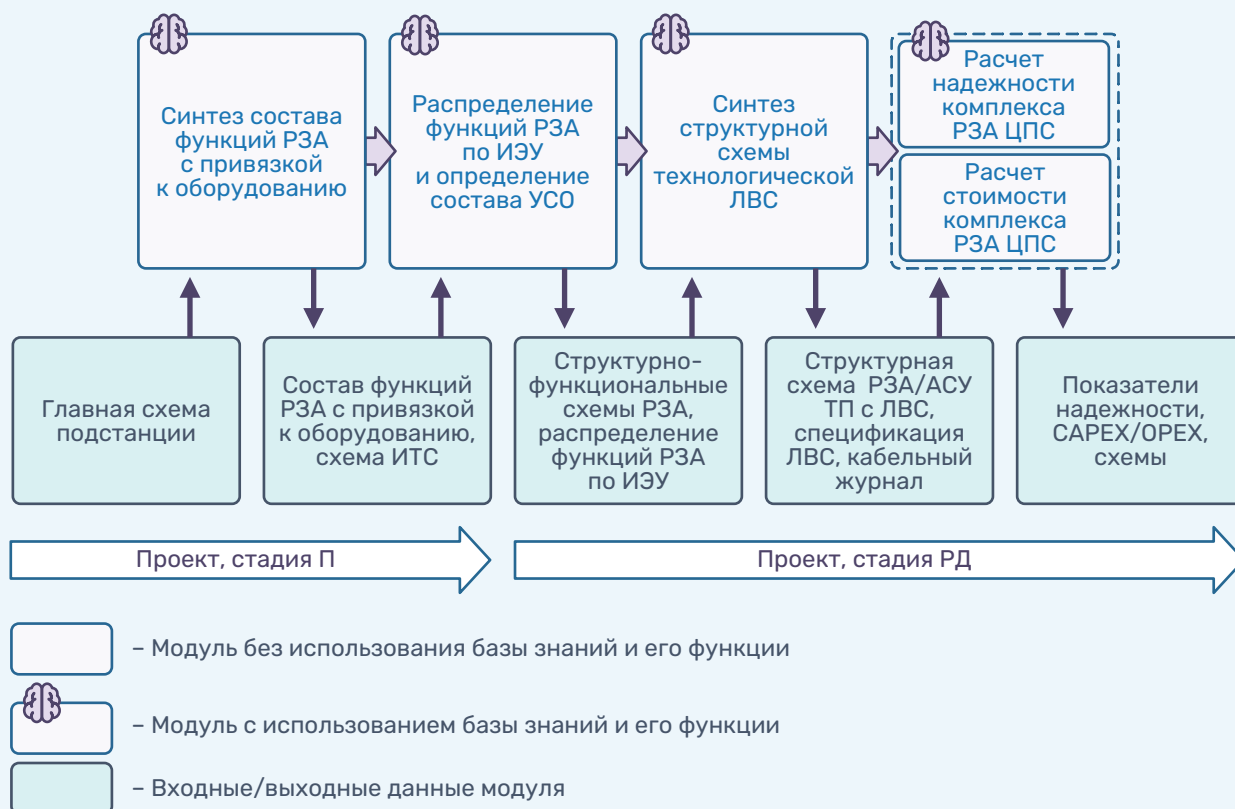 Синтез состава
функций РЗА
с привязкой
к оборудованию
Распределение
функций РЗА
по ИЭУ
и определение
состава УСО
Синтез
структурной
схемы
технологической
ЛВС
Расчет
надежности
комплекса
РЗА ЦПС
Расчет
стоимости
комплекса
РЗА ЦПС
Главная схема
подстанции
Состав функций
РЗА с привязкой
к оборудованию,
схема ИТС
Структурно-
функциональные
схемы РЗА,
распределение
функций РЗА
по ИЭУ
Структурная
схема РЗА/АСУ
ТП с ЛВС,
спецификация
ЛВС, кабельный
журнал
Показатели
надежности,
CAPEX/OPEX,
схемы
Проект, стадия П
Проект, стадия РД
– Модуль без использования базы знаний и его функции
– Модуль с использованием базы знаний и его функции
– Входные/выходные данные модуля